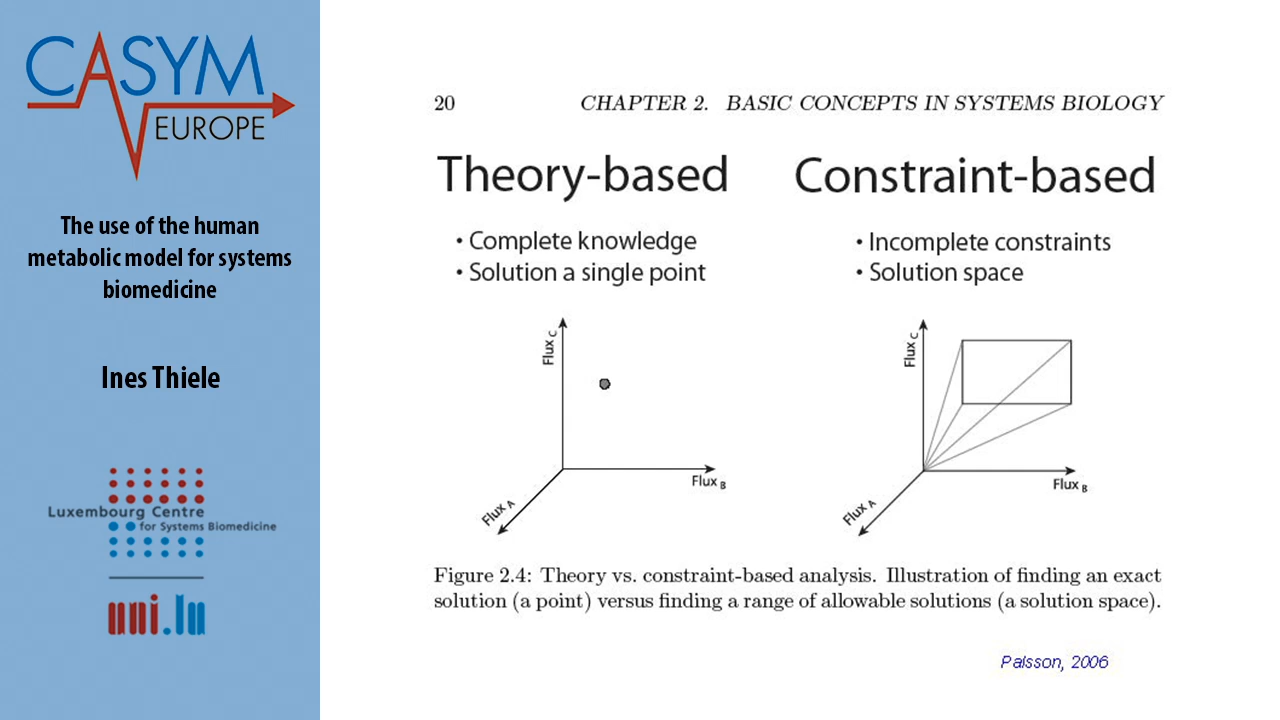 CASYM
EUROPE
The use of the human
metabolic model for systems
biomedicine
Ines Thiele
Luxembourg Centre
for Systems Biomedicine
uni.lu
20 CHAPTER 2. BASIC CONCEPTS IN SYSTEMS BIOLOGY
Theory-based
• Complete knowledge
• Solution a single point
Flux C
Flux B
Flux A
Constraint-based
• Incomplete constraints
• Solution space
Flux C
Flux B
Flux A
Figure 2.4: Theory vs. constraint-based analysis. Illustration of finding an exact
solution (a point) versus finding a range of allowable solutions (a solution space).
Palsson, 2006